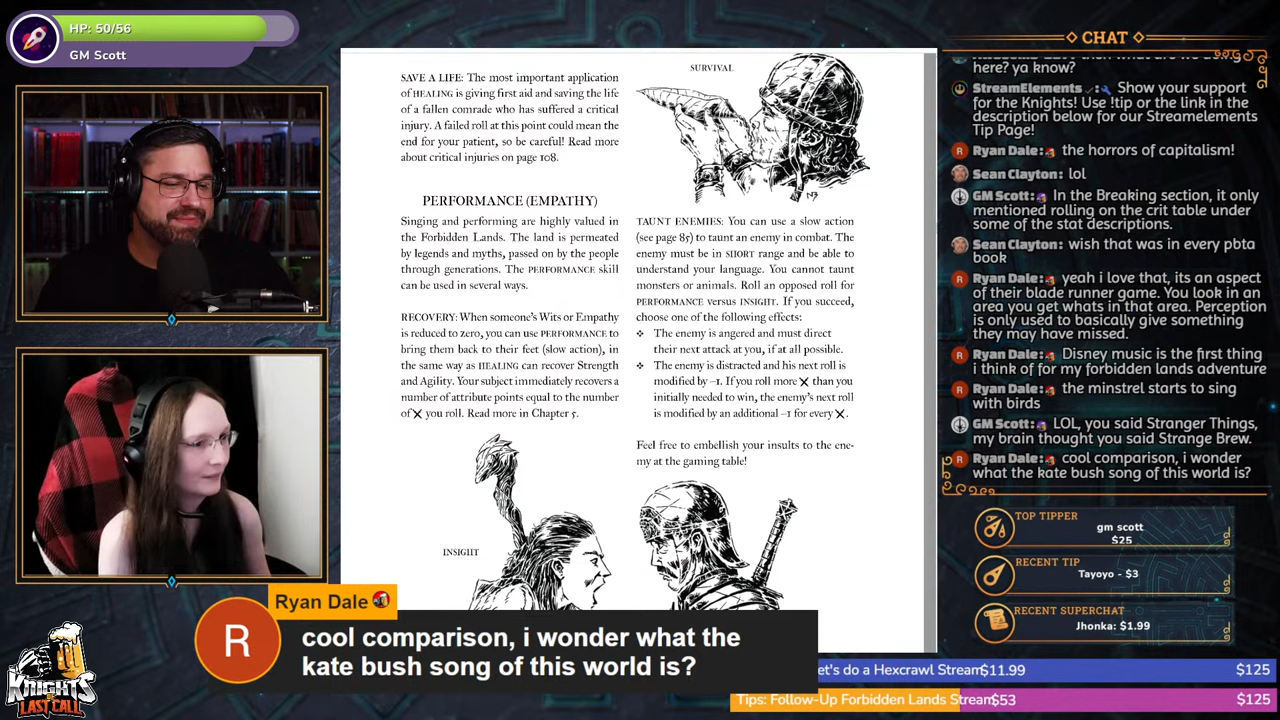 HP: 50/56
GM Scott
SAVE A LIFE: The most important application
of HEALING is giving first aid and saving the life
of a fallen comrade who has suffered a critical
injury. A failed roll at this point could mean the
end for your patient, so be careful! Read more
about critical injuries on page 108.
PERFORMANCE (EMPATHY)
Singing and performing are highly valued in
the Forbidden Lands. The land is permeated
by legends and myths, passed on by the people
through generations. The PERFORMANCE skill
can be used in several ways.
RECOVERY: When someone's Wits or Empathy
is reduced to zero, you can use PERFORMANCE to
bring them back to their feet (slow action), in
the same way as HEALING can recover Strength
and Agility. Your subject immediately recovers a
number of attribute points equal to the number
of ⚔ you roll. Read more in Chapter 5.
INSIGHT
SURVIVAL
TAUNT ENEMIES: You can use a slow action
(see page 87) to taunt an enemy in combat. The
enemy must be in SHORT range and be able to
understand your language. You cannot taunt
monsters or animals. Roll an opposed roll for
PERFORMANCE versus INSIGHT. If you succeed,
choose one of the following effects:
❖ The enemy is angered and must direct
their next attack at you, if at all possible.
❖ The enemy is distracted and his next roll is
modified by –1. If you roll more ⚔ than you
initially needed to win, the enemy's next roll
is modified by an additional –1 for every ⚔.
Feel free to embellish your insults to the ene-
my at the gaming table!
CHAT
here? ya know?
StreamElements : Show your support
for the Knights! Use !tip or the link in the
description below for our Streamelements
Tip Page!
Ryan Dale: the horrors of capitalism!
Sean Clayton: lol
GM Scott: In the Breaking section, it only
mentioned rolling on the crit table under
some of the stat descriptions.
Sean Clayton: wish that was in every pbta
book
Ryan Dale: yeah i love that, its an aspect
of their blade runner game. You look in an
area you get whats in that area. Perception
is only used to basically give something
they may have missed.
Ryan Dale: Disney music is the first thing
i think of for my forbidden lands adventure
Ryan Dale: the minstrel starts to sing
with birds
GM Scott: LOL, you said Stranger Things,
my brain thought you said Strange Brew.
Ryan Dale: cool comparison, i wonder
what the kate bush song of this world is?
TOP TIPPER
gm scott
$25
RECENT TIP
Tayoyo - $3
RECENT SUPERCHAT
Jhonka: $1.99
Ryan Dale
R
cool comparison, i wonder what the
kate bush song of this world is?
KNIGHTS
OF
LAST CALL
et's do a Hexcrawl Stream $11.99 $125
Tips: Follow-Up Forbidden Lands Stream $53 $125